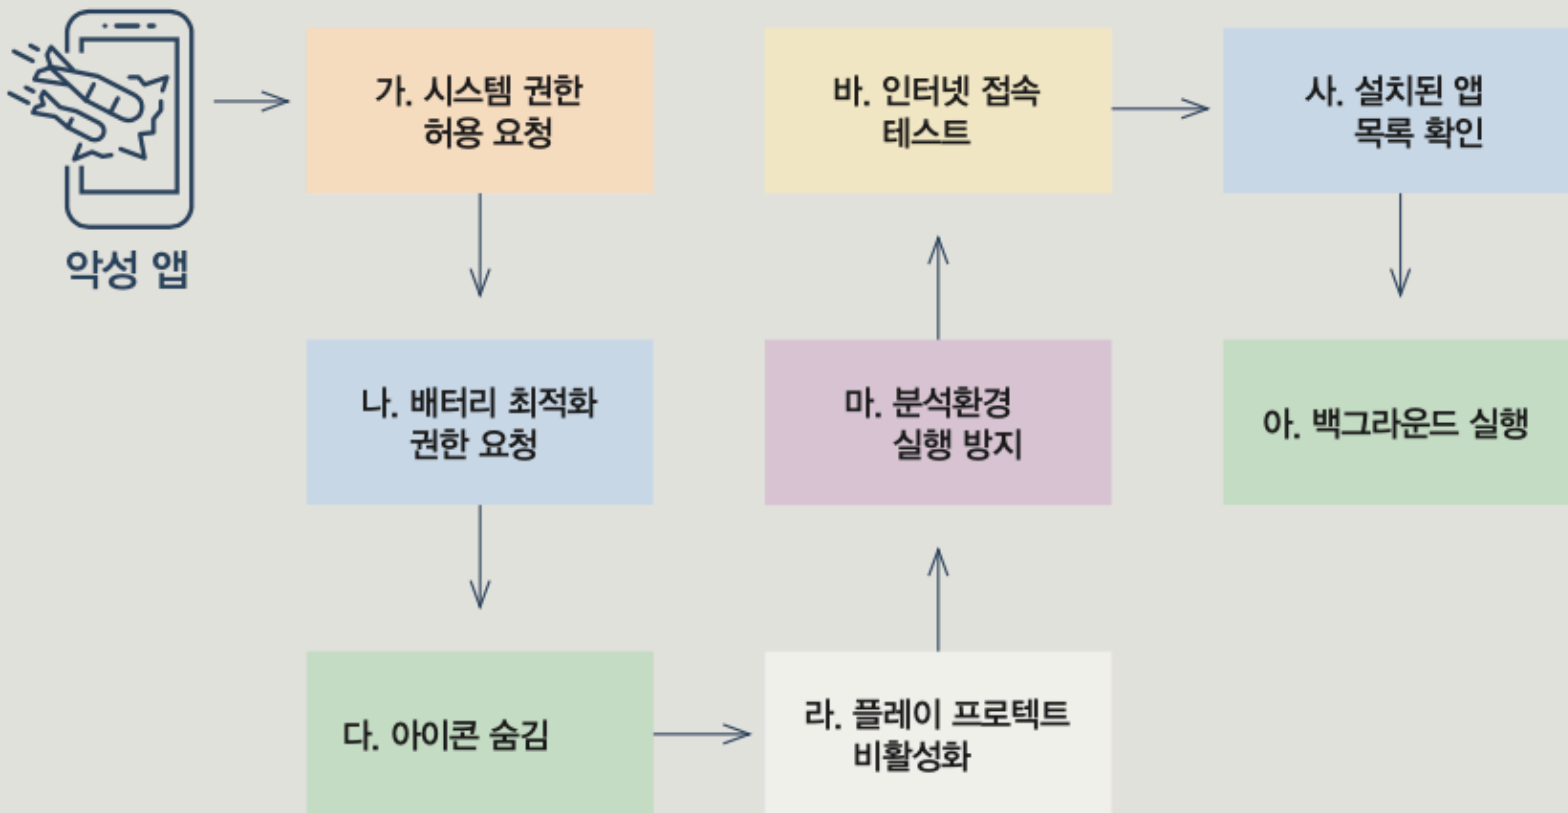 악성 앱
가. 시스템 권한
허용 요청
나. 배터리 최적화
권한 요청
다. 아이콘 숨김
라. 플레이 프로텍트
비활성화
마. 분석환경
실행 방지
바. 인터넷 접속
테스트
사. 설치된 앱
목록 확인
아. 백그라운드 실행